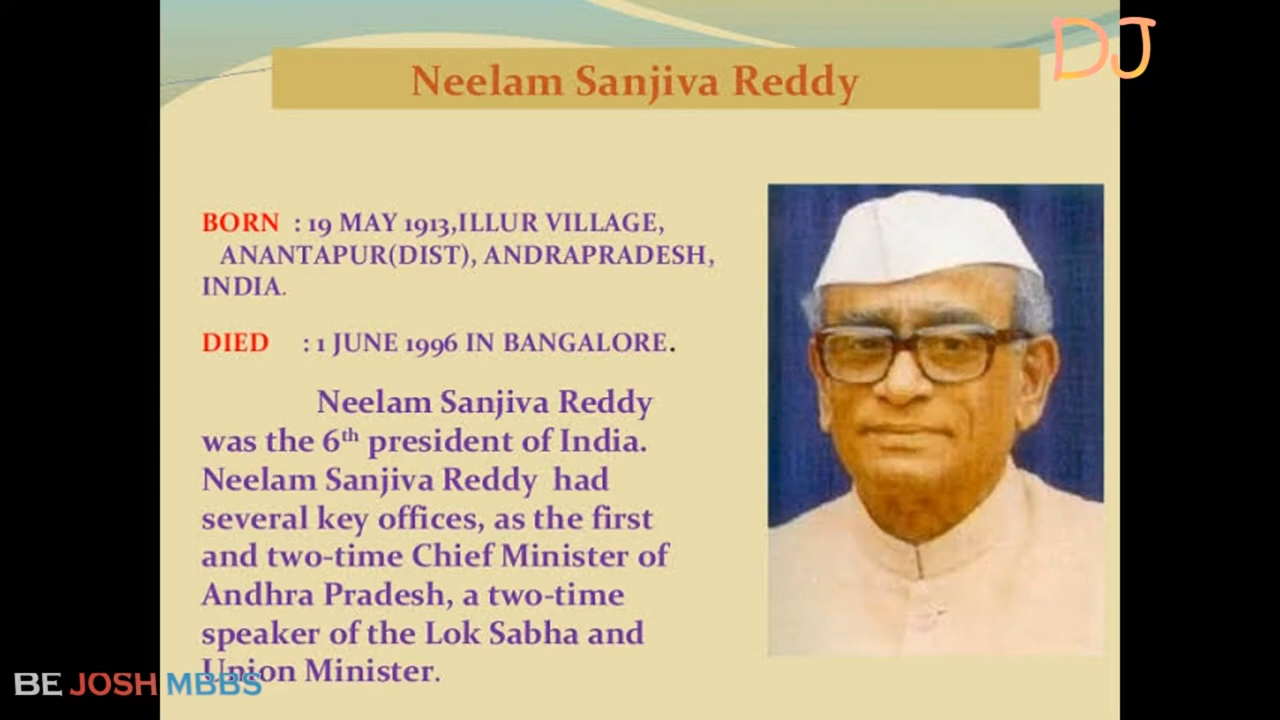 DJ
Neelam Sanjiva Reddy
BORN : 19 MAY 1913,ILLUR VILLAGE,
ANANTAPUR(DIST), ANDRAPRADESH,
INDIA.
DIED : 1 JUNE 1996 IN BANGALORE.
Neelam Sanjiva Reddy
was the 6th president of India.
Neelam Sanjiva Reddy had
several key offices, as the first
and two-time Chief Minister of
Andhra Pradesh, a two-time
speaker of the Lok Sabha and
Union Minister.
BE JOSH MBBS